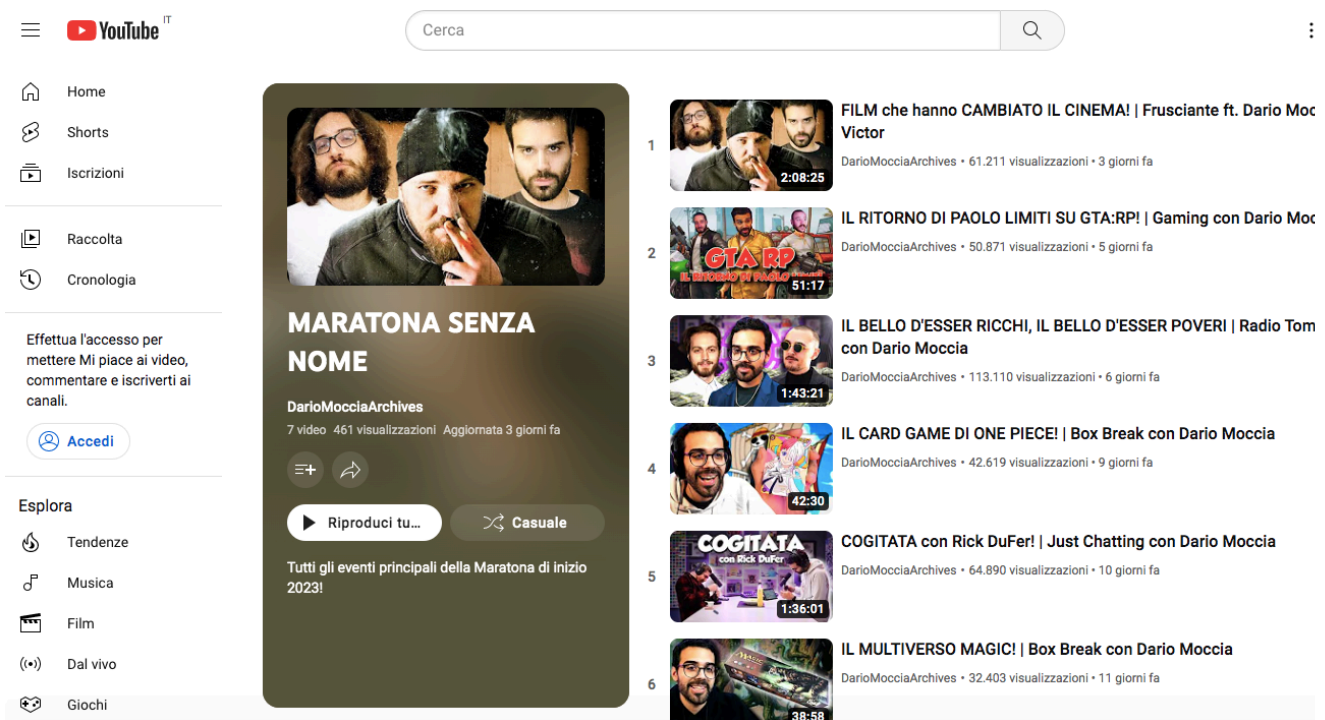 YouTube IT
Cerca
Home
Shorts
Iscrizioni
Raccolta
Cronologia
Effettua l'accesso per
mettere Mi piace ai video,
commentare e iscriverti ai
canali.
Accedi
Esplora
Tendenze
Musica
Film
Dal vivo
Giochi
MARATONA SENZA
NOME
DarioMocciaArchives
7 video 461 visualizzazioni Aggiornata 3 giorni fa
Riproduci tu...
Casuale
Tutti gli eventi principali della Maratona di inizio
2023!
1
2:08:25
FILM che hanno CAMBIATO IL CINEMA! | Frusciante ft. Dario Moc
Victor
DarioMocciaArchives • 61.211 visualizzazioni • 3 giorni fa
2
GTA RP
IL RITORNO DI PAOLO LIMITI
51:17
IL RITORNO DI PAOLO LIMITI SU GTA:RP! | Gaming con Dario Moc
DarioMocciaArchives • 50.871 visualizzazioni • 5 giorni fa
3
1:43:21
IL BELLO D'ESSER RICCHI, IL BELLO D'ESSER POVERI | Radio Tom
con Dario Moccia
DarioMocciaArchives • 113.110 visualizzazioni • 6 giorni fa
4
42:30
IL CARD GAME DI ONE PIECE! | Box Break con Dario Moccia
DarioMocciaArchives • 42.619 visualizzazioni • 9 giorni fa
5
COGITATA
con Rick DuFer
1:36:01
COGITATA con Rick DuFer! | Just Chatting con Dario Moccia
DarioMocciaArchives • 64.890 visualizzazioni • 10 giorni fa
6
MAGIC
38:58
IL MULTIVERSO MAGIC! | Box Break con Dario Moccia
DarioMocciaArchives • 32.403 visualizzazioni • 11 giorni fa